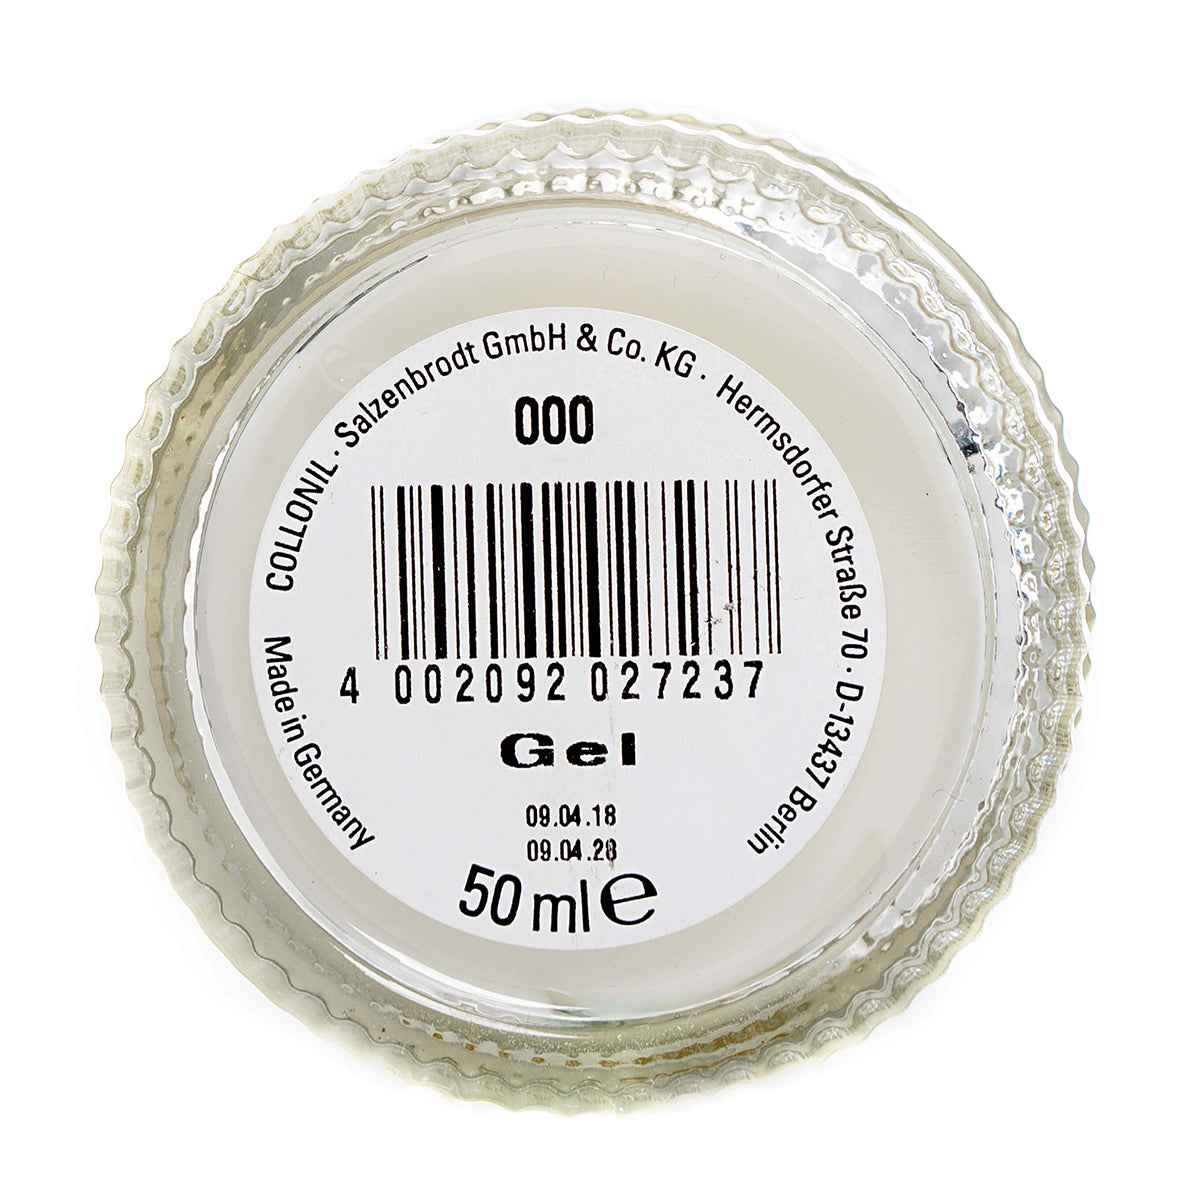 COLLONIL · Salzenbrodt GmbH & Co. KG · Hermsdorfer Straße 70 · D-13437 Berlin
000
4 002092 027237
Gel
09.04.18
09.04.28
50 ml e
Made in Germany